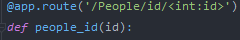 @app.route('/People/id/<int:id>')
def people_id(id):